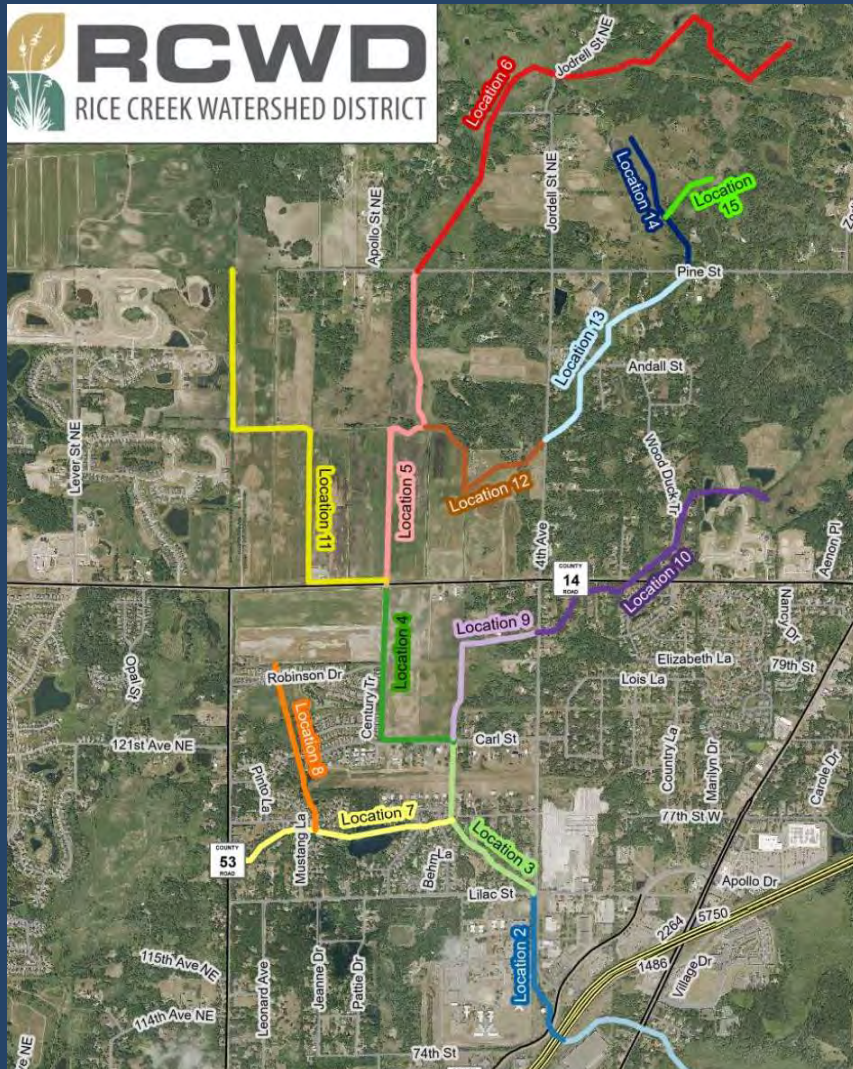 RCWD
RICE CREEK WATERSHED DISTRICT
Jodrell St NE
Location 6
Location 14
Location
15
Jordell St NE
Apollo St NE
Pine St
Location 13
Andall St
Lever St NE
Wood Duck Tr
Location 11
Location 5
Location 12
4th Ave
Aenon Pl
COUNTY
14
ROAD
Location 10
Location 9
Location 4
Nancy Dr
Elizabeth La
79th St
Lois La
Opal St
Robinson Dr
Century Tr
Location 8
121st Ave NE
Carl St
Country La
Marilyn Dr
Carole Dr
Pinto La
77th St W
Location 7
Mustang La
Location 3
COUNTY
53
ROAD
Behm La
Lilac St
Apollo Dr
2264
5750
1486
Location 2
Village Dr
115th Ave NE
Leonard Ave
Jeanne Dr
Pattie Dr
114th Ave NE
74th St